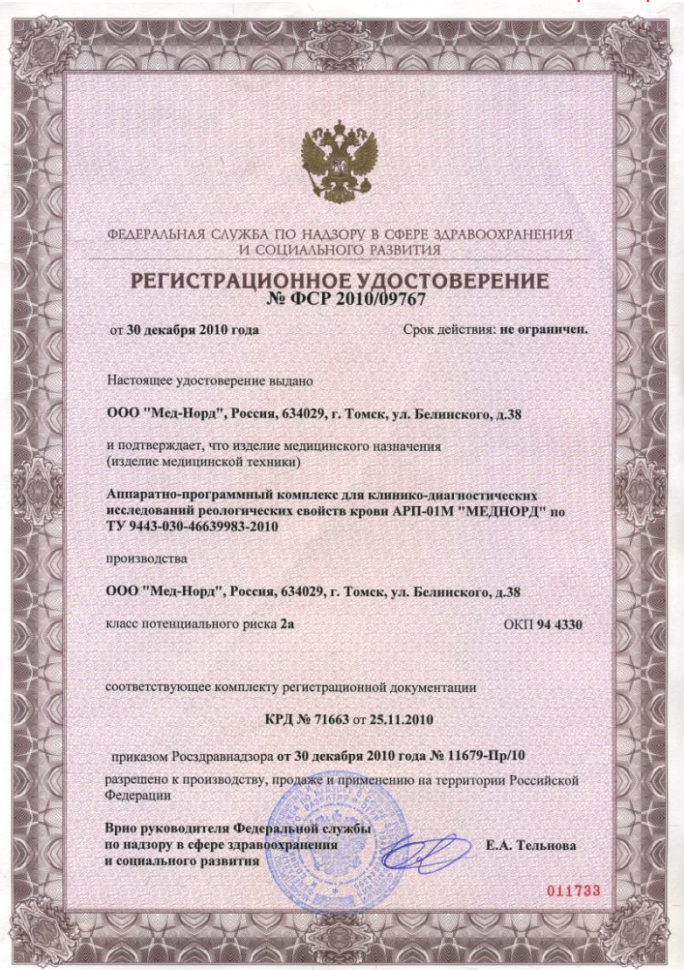 ФЕДЕРАЛЬНАЯ СЛУЖБА ПО НАДЗОРУ В СФЕРЕ ЗДРАВООХРАНЕНИЯ
И СОЦИАЛЬНОГО РАЗВИТИЯ
РЕГИСТРАЦИОННОЕ УДОСТОВЕРЕНИЕ
№ ФСР 2010/09767
от 30 декабря 2010 года Срок действия: не ограничен.
Настоящее удостоверение выдано
ООО "Мед-Норд", Россия, 634029, г. Томск, ул. Белинского, д.38
и подтверждает, что изделие медицинского назначения
(изделие медицинской техники)
Аппаратно-программный комплекс для клинико-диагностических
исследований реологических свойств крови АРП-01М "МЕДНОРД" по
ТУ 9443-030-46639983-2010
производства
ООО "Мед-Норд", Россия, 634029, г. Томск, ул. Белинского, д.38
класс потенциального риска 2а ОКП 94 4330
соответствующее комплекту регистрационной документации
КРД № 71663 от 25.11.2010
приказом Росздравнадзора от 30 декабря 2010 года № 11679-Пр/10
разрешено к производству, продаже и применению на территории Российской
Федерации
Врио руководителя Федеральной службы
по надзору в сфере здравоохранения
и социального развития
Е.А. Тельнова
011733